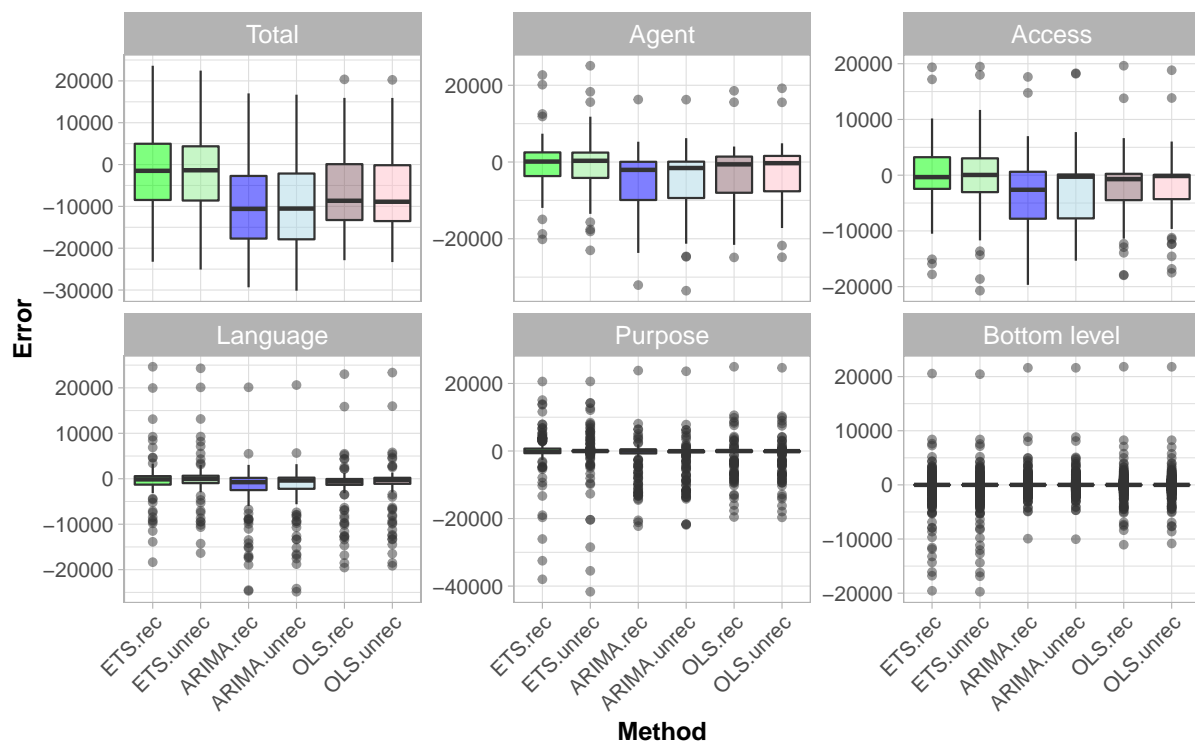 Total
Agent
Access
20000
10000
0
−10000
−20000
−30000
20000
0
−20000
20000
10000
0
−10000
−20000
Error
Language
Purpose
Bottom level
20000
10000
0
−10000
−20000
20000
0
−20000
−40000
20000
10000
0
−10000
−20000
ETS.rec
ETS.unrec
ARIMA.rec
ARIMA.unrec
OLS.rec
OLS.unrec
ETS.rec
ETS.unrec
ARIMA.rec
ARIMA.unrec
OLS.rec
OLS.unrec
ETS.rec
ETS.unrec
ARIMA.rec
ARIMA.unrec
OLS.rec
OLS.unrec
Method